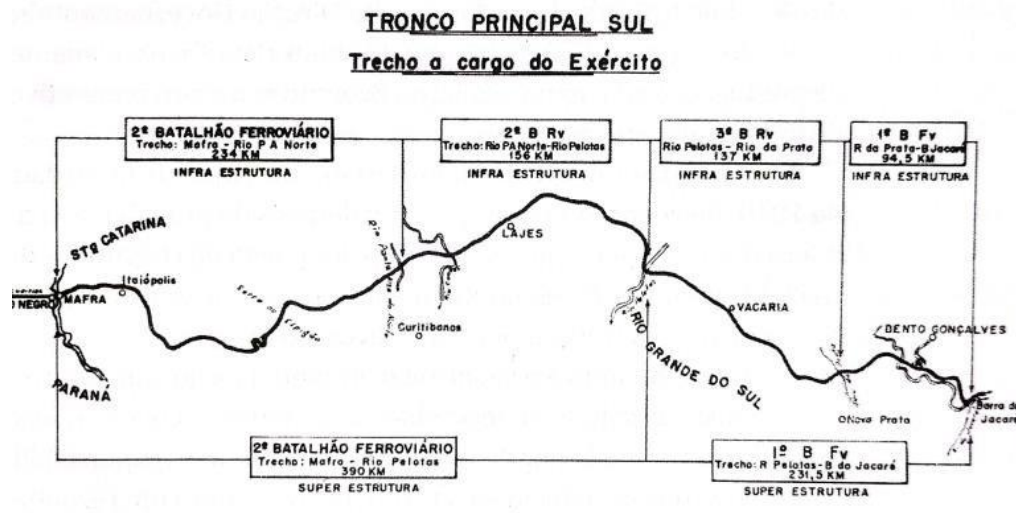 TRONCO PRINCIPAL SUL
Trecho a cargo do Exército
2º BATALHÃO FERROVIÁRIO
Trecho: Mafra - Rio P A Norte
234 KM
INFRA ESTRUTURA
2º B Rv
Trecho: Rio PA Norte-Rio Pelotas
156 KM
INFRA ESTRUTURA
3º B Rv
Rio Pelotas - Rio da Prata
137 KM
INFRA ESTRUTURA
1º B Fv
R da Prata-B Jacaré
94,5 KM
INFRA ESTRUTURA
STª CATARINA
LAJES
Itaiópolis
NEGRO
MAFRA
Curitibanos
VACARIA
BENTO GONÇALVES
RIO GRANDE DO SUL
PARANÁ
Nova Prata
Barra do
Jacaré
2º BATALHÃO FERROVIÁRIO
Trecho: Mafra - Rio Pelotas
390 KM
SUPER ESTRUTURA
1º B Fv
Trecho: R Pelotas-B do Jacaré
231,5 KM
SUPER ESTRUTURA